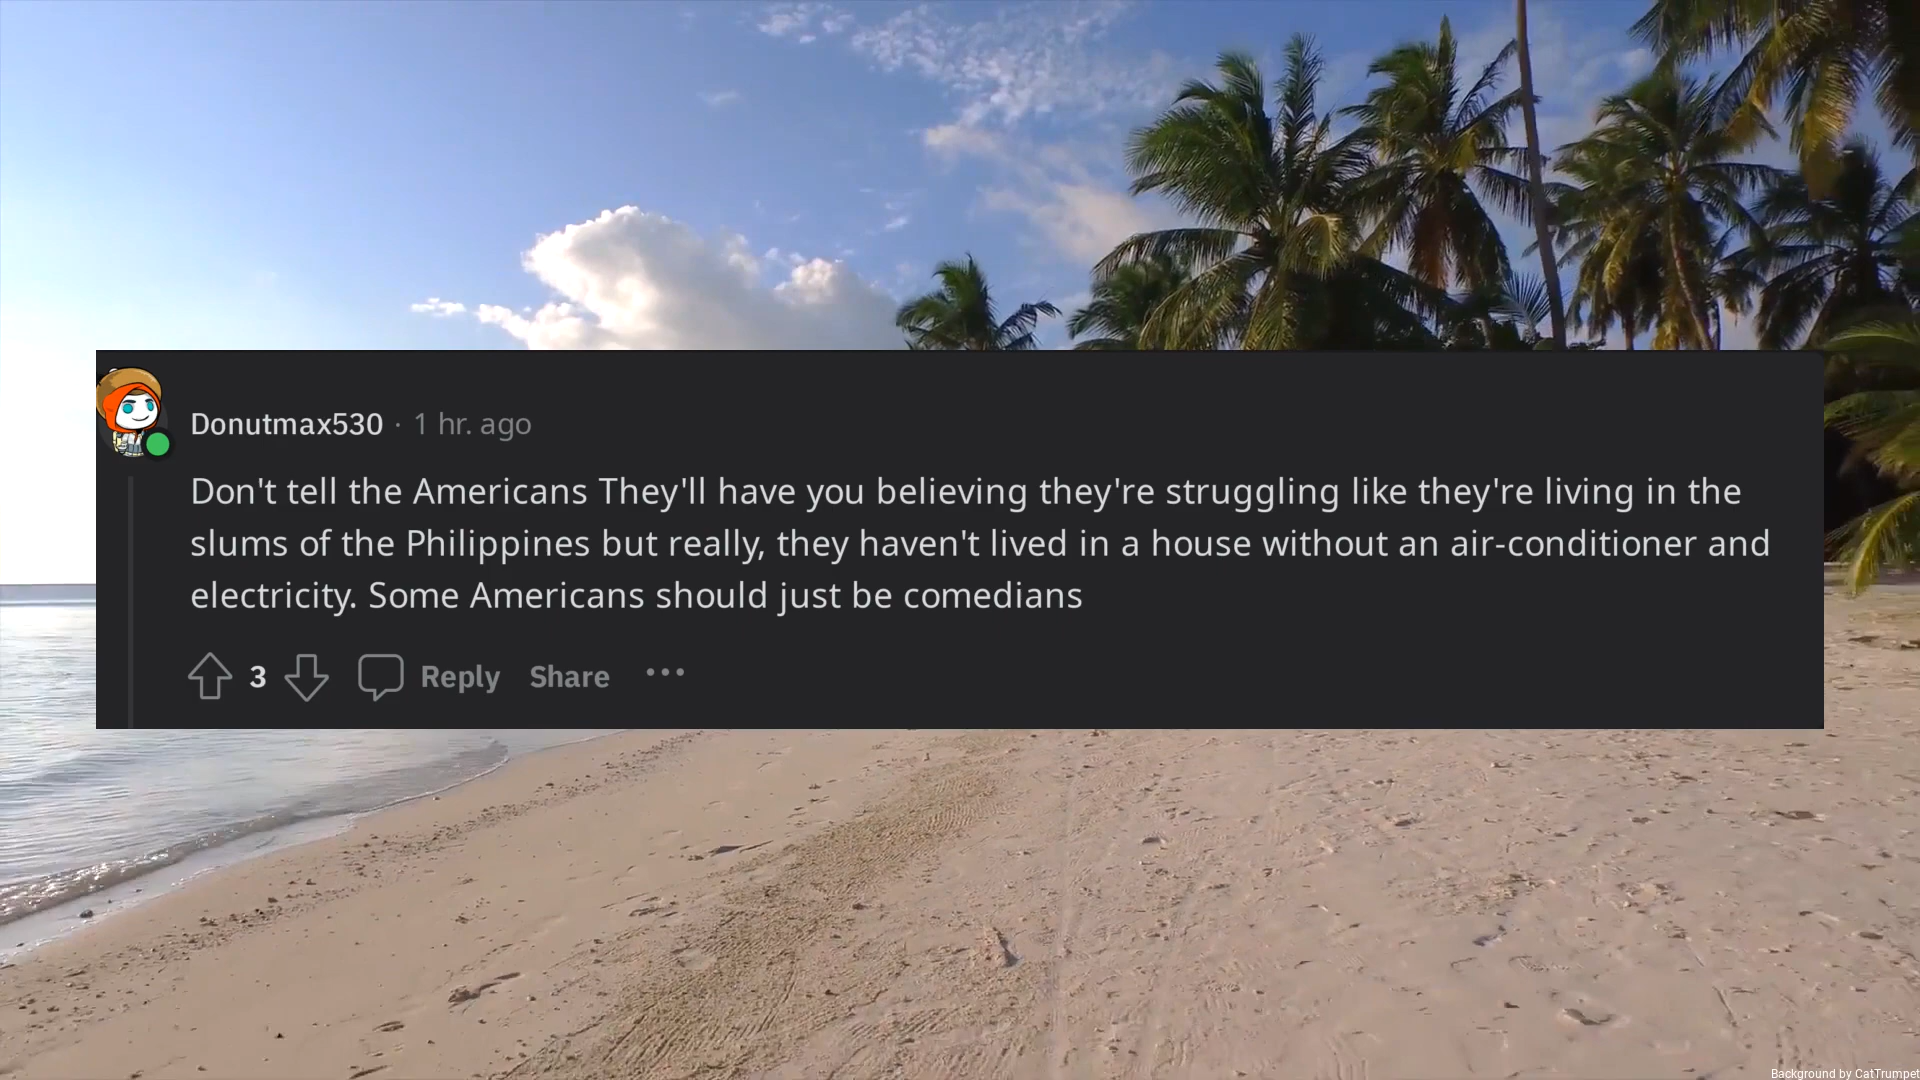 Donutmax530 · 1 hr. ago
Don't tell the Americans They'll have you believing they're struggling like they're living in the
slums of the Philippines but really, they haven't lived in a house without an air-conditioner and
electricity. Some Americans should just be comedians
3 Reply Share ···
Background by CatTrumpet